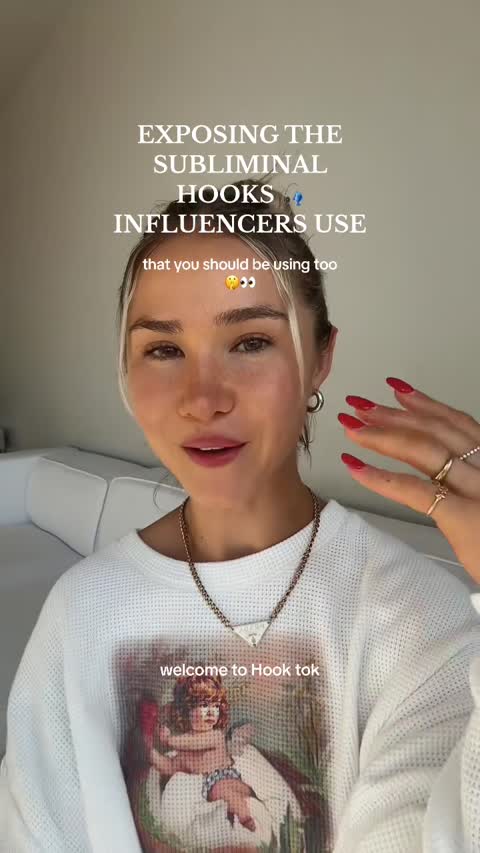 EXPOSING THE
SUBLIMINAL
HOOKS 🪝
INFLUENCERS USE
that you should be using too
🤫👀
welcome to Hook tok